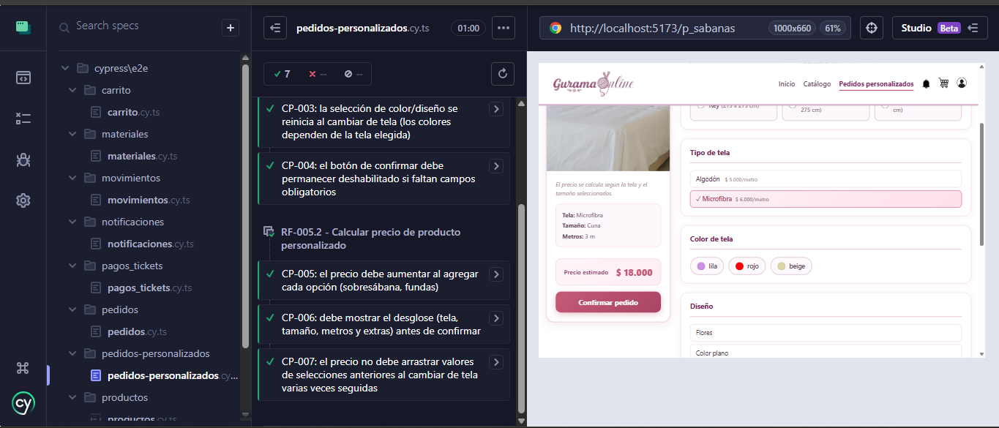 Search specs
+
cypress\e2e
carrito
carrito.cy.ts
materiales
materiales.cy.ts
movimientos
movimientos.cy.ts
notificaciones
notificaciones.cy.ts
pagos_tickets
pagos_tickets.cy.ts
pedidos
pedidos.cy.ts
pedidos-personalizados
pedidos-personalizados.cy...
productos
productos.cy.ts
cy
pedidos-personalizados.cy.ts
01:00
7
--
--
CP-003: la selección de color/diseño se
reinicia al cambiar de tela (los colores
dependen de la tela elegida)
CP-004: el botón de confirmar debe
permanecer deshabilitado si faltan campos
obligatorios
RF-005.2 - Calcular precio de producto
personalizado
CP-005: el precio debe aumentar al agregar
cada opción (sobresábana, fundas)
CP-006: debe mostrar el desglose (tela,
tamaño, metros y extras) antes de confirmar
CP-007: el precio no debe arrastrar valores
de selecciones anteriores al cambiar de tela
varias veces seguidas
http://localhost:5173/p_sabanas
1000x660
61%
Studio Beta
Gurama Online
Inicio
Catálogo
Pedidos personalizados
Rey (275 x 275 cm)
275 cm)
cm)
El precio se calcula según la tela y el
tamaño seleccionados.
Tela: Microfibra
Tamaño: Cuna
Metros: 3 m
Precio estimado $ 18.000
Confirmar pedido
Tipo de tela
Algodón $ 5.000/metro
✓ Microfibra $ 6.000/metro
Color de tela
lila
rojo
beige
Diseño
Flores
Color plano